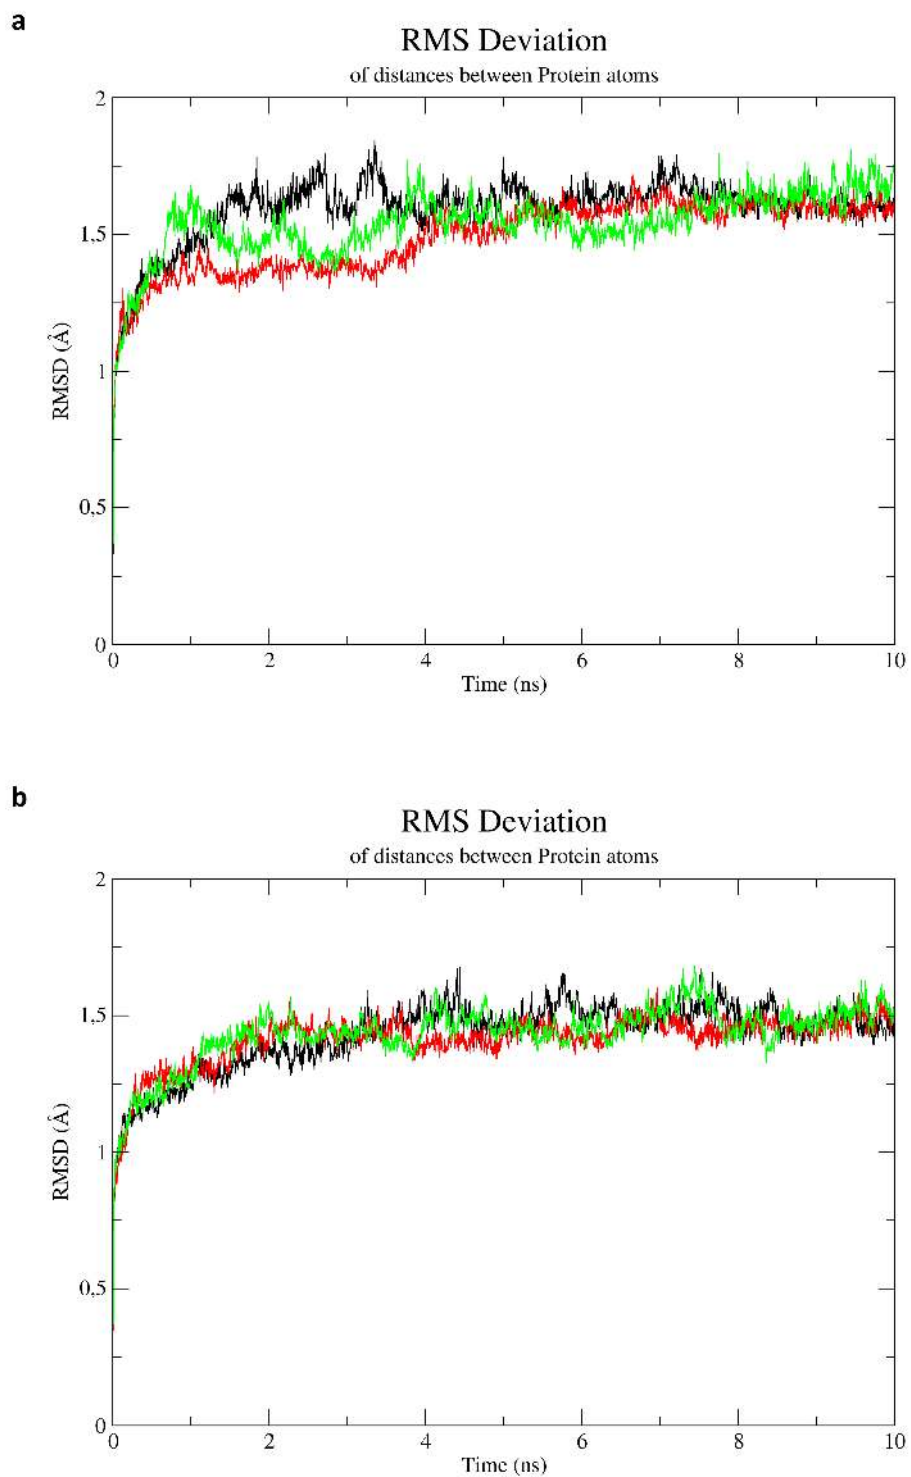 a
RMS Deviation
of distances between Protein atoms
2
1,5
1
0,5
0
RMSD (Å)
0 2 4 6 8 10
Time (ns)
b
RMS Deviation
of distances between Protein atoms
2
1,5
1
0,5
0
RMSD (Å)
0 2 4 6 8 10
Time (ns)